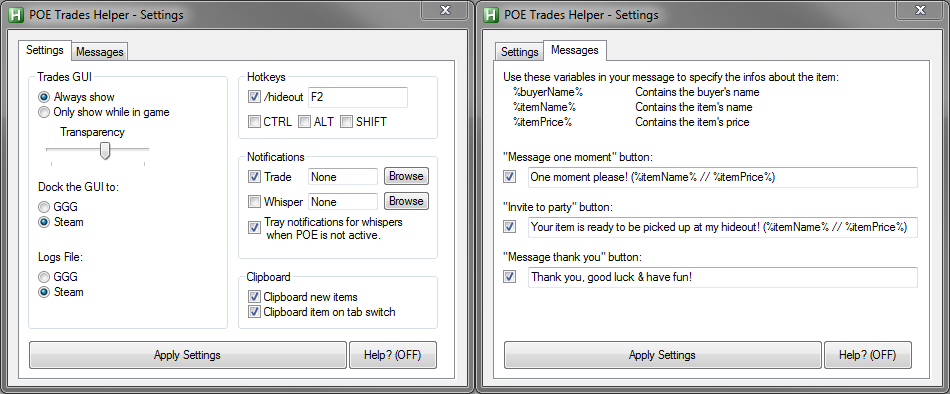 POE Trades Helper - Settings
Settings
Messages
Trades GUI
Always show
Only show while in game
Transparency
Dock the GUI to:
GGG
Steam
Logs File:
GGG
Steam
Hotkeys
/hideout F2
CTRL ALT SHIFT
Notifications
Trade None Browse
Whisper None Browse
Tray notifications for whispers
when POE is not active.
Clipboard
Clipboard new items
Clipboard item on tab switch
Apply Settings
Help? (OFF)
POE Trades Helper - Settings
Settings
Messages
Use these variables in your message to specify the infos about the item:
%buyerName% Contains the buyer's name
%itemName% Contains the item's name
%itemPrice% Contains the item's price
"Message one moment" button:
One moment please! (%itemName% // %itemPrice%)
"Invite to party" button:
Your item is ready to be picked up at my hideout! (%itemName% // %itemPrice%)
"Message thank you" button:
Thank you, good luck & have fun!
Apply Settings
Help? (OFF)